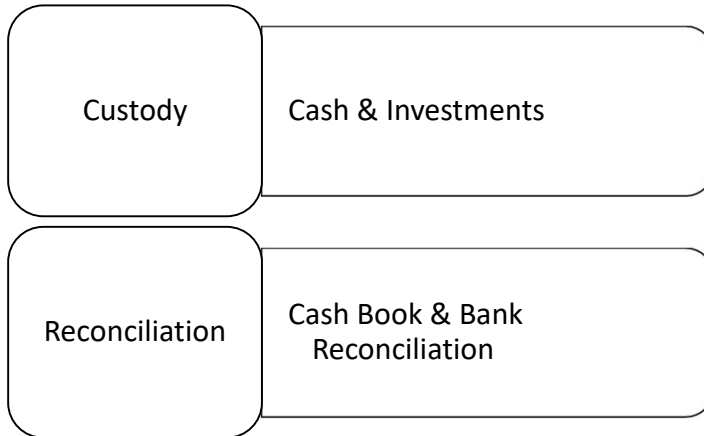 Custody
Cash & Investments
Reconciliation
Cash Book & Bank
Reconciliation